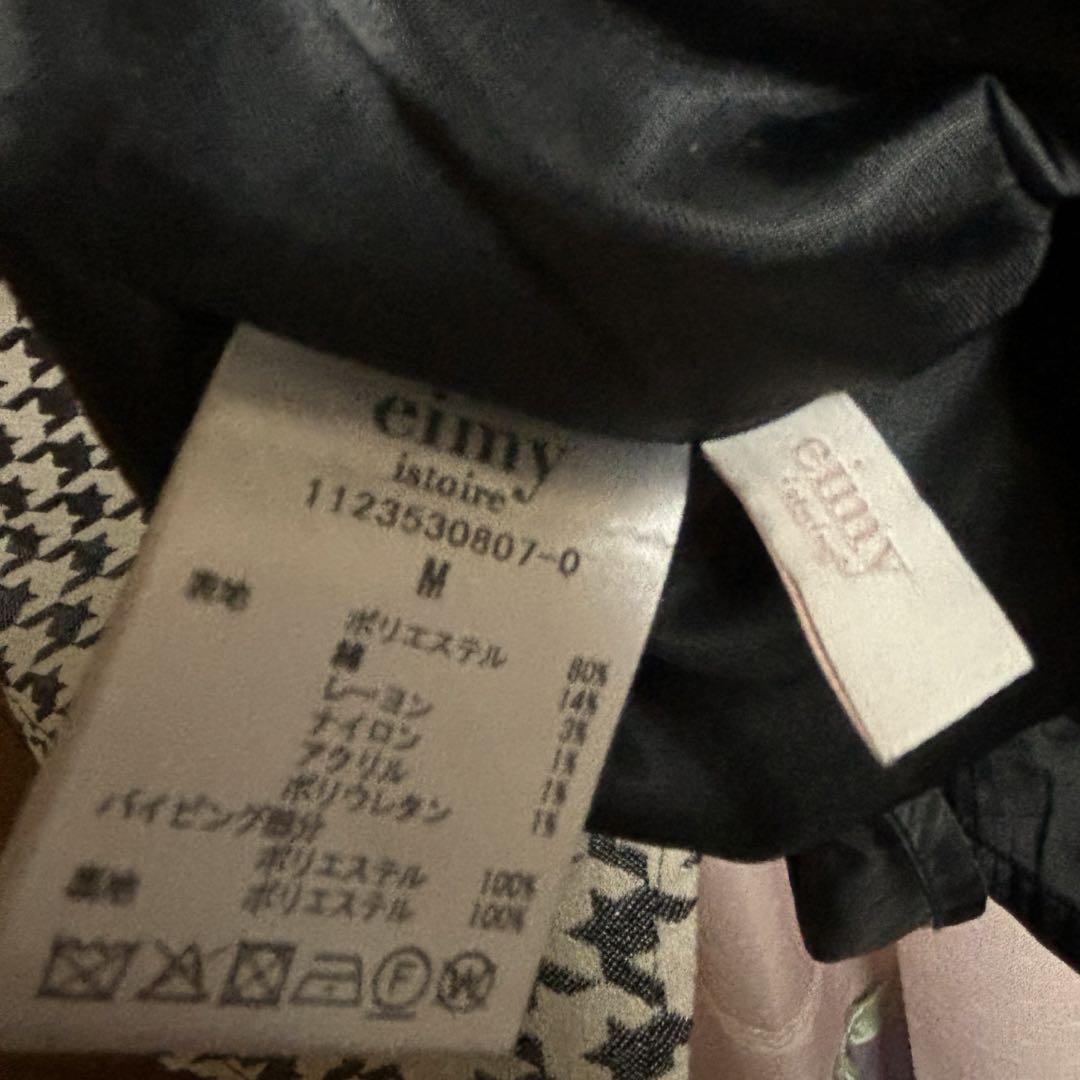 eimy
istoire
1123530807-0
M
表地
ポリエステル 80%
綿 14%
レーヨン 3%
ナイロン 1%
アクリル 1%
ポリウレタン 1%
パイピング部分
ポリエステル 100%
裏地 ポリエステル 100%
F
W
eimy
istoire